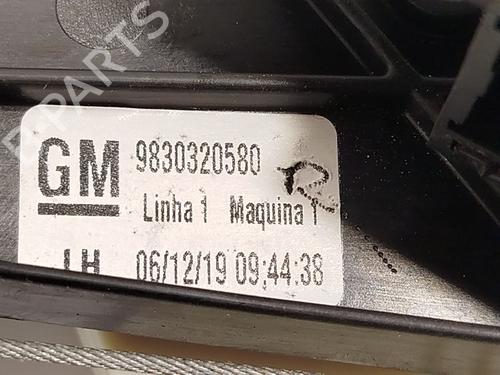 B-PARTS
GM 9830320580
Linha 1 Maquina 1
LH 06/12/19 09:44:38